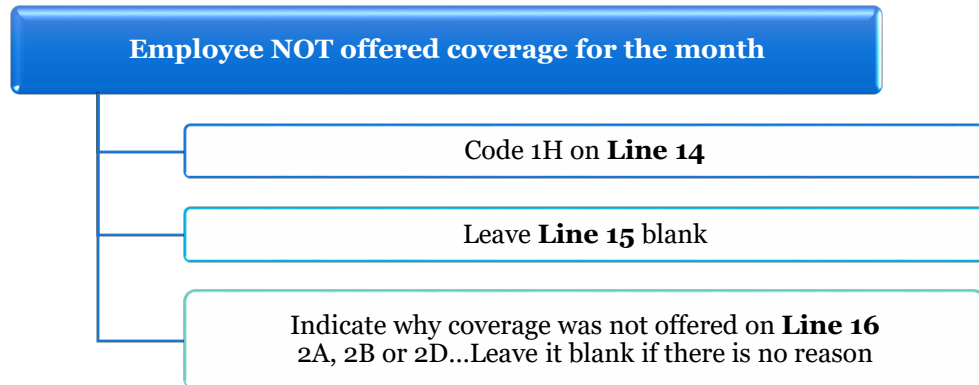 Employee NOT offered coverage for the month
Code 1H on Line 14
Leave Line 15 blank
Indicate why coverage was not offered on Line 16
2A, 2B or 2D...Leave it blank if there is no reason